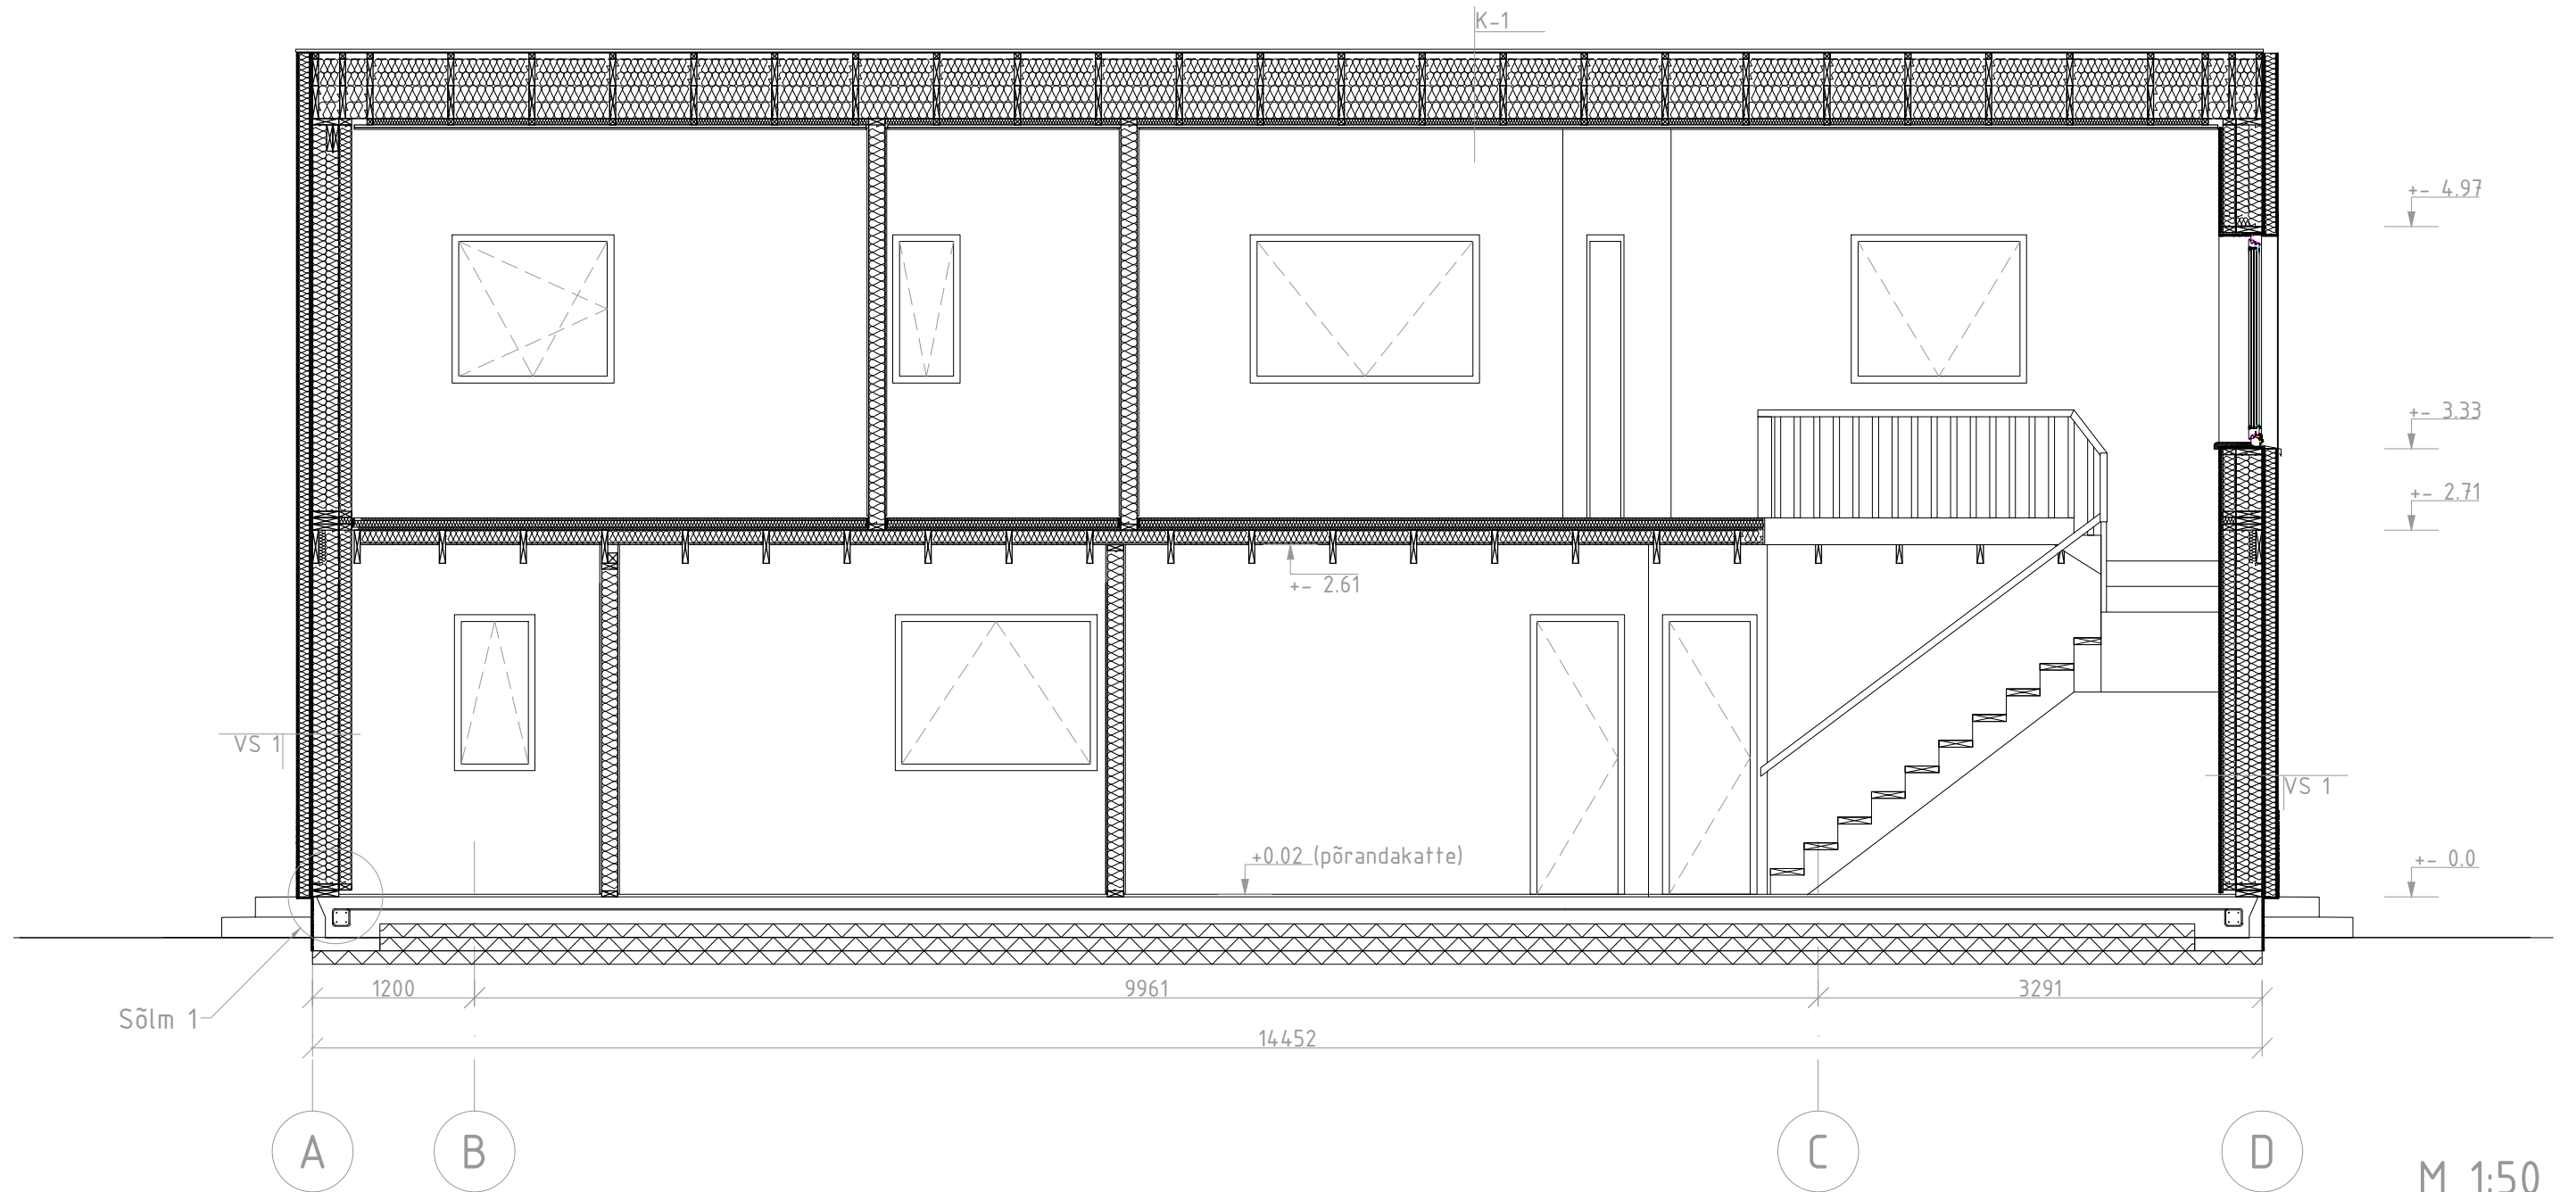 K-1
+- 4.97
+- 3.33
+- 2.71
+- 2.61
VS 1
VS 1
+0.02 (põrandakatte)
+- 0.0
1200
9961
3291
Sõlm 1
14452
A
B
C
D
M 1:50